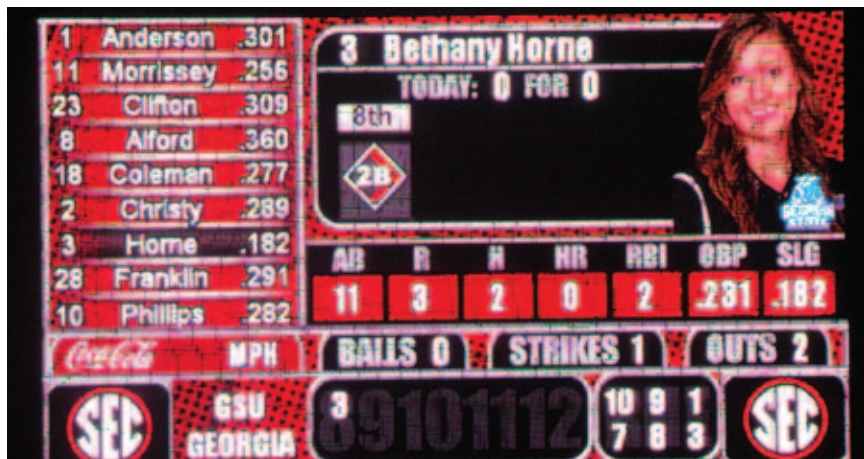 1 Anderson .301
11 Morrissey .256
23 Clifton .309
8 Alford .360
18 Coleman .277
2 Christy .289
3 Horne .182
28 Franklin .291
10 Phillips .282
3 Bethany Horne
TODAY: 0 FOR 0
8th
2B
GEORGIA
STATE
AB R H HR RBI OBP SLG
11 3 2 0 2 .231 .182
Coca-Cola MPH BALLS 0 STRIKES 1 OUTS 2
SEC GSU 3 10 9 1 SEC
GEORGIA 8 9 10 11 12 7 8 3